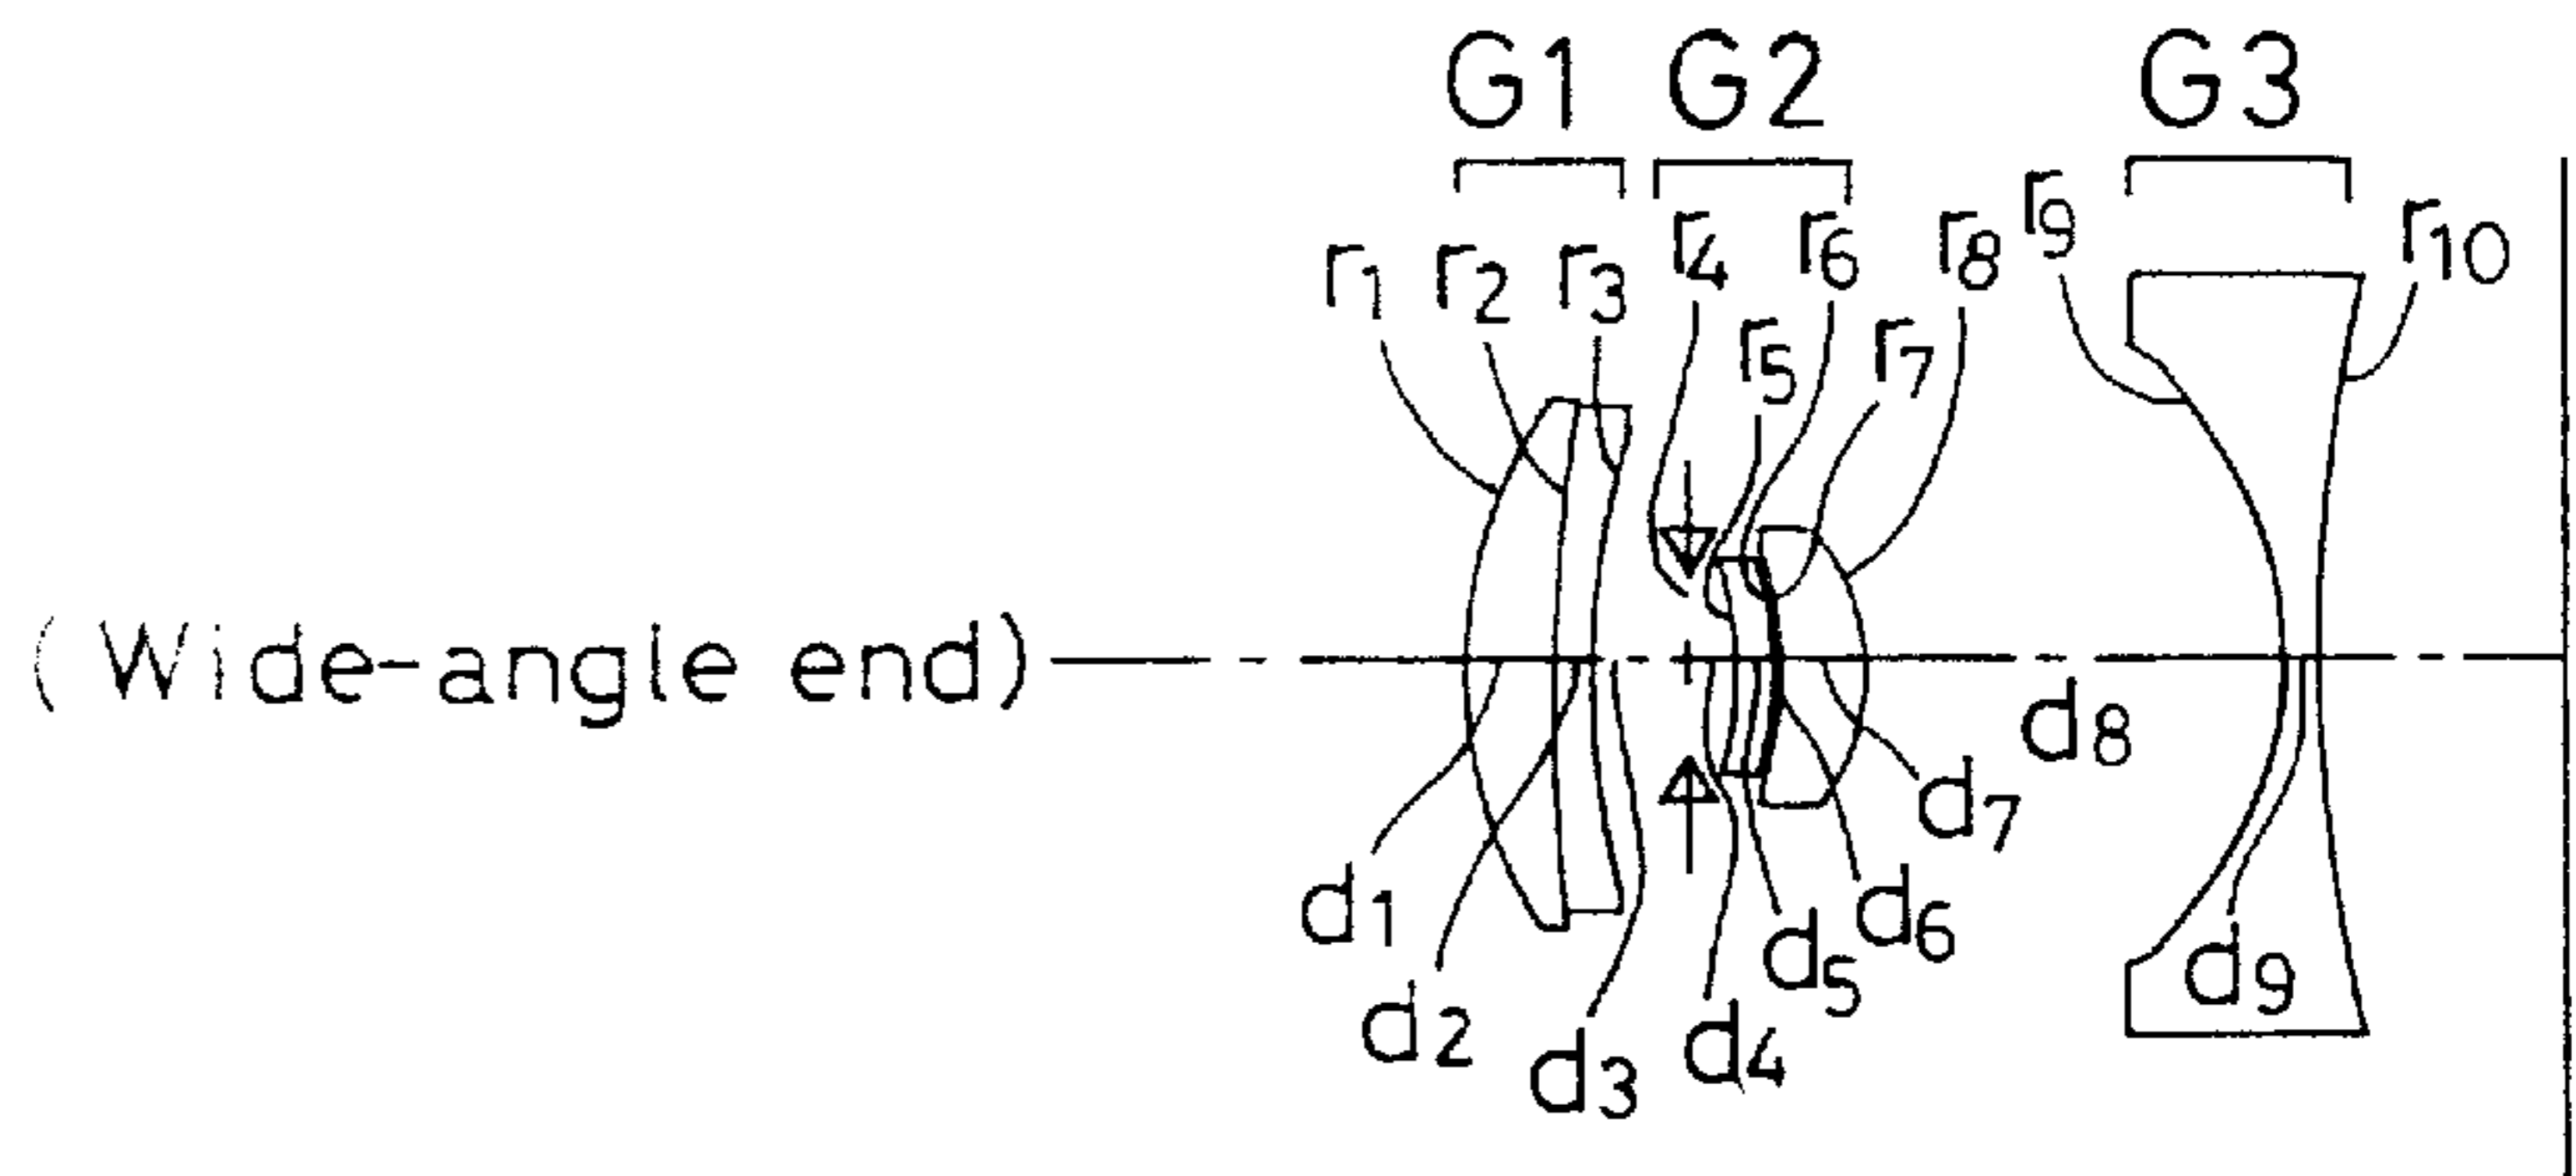 G1 G2 G3
r1 r2 r3 r4 r5 r6 r7 r8 r9 r10
(Wide-angle end)
d1 d2 d3 d4 d5 d6 d7 d8 d9